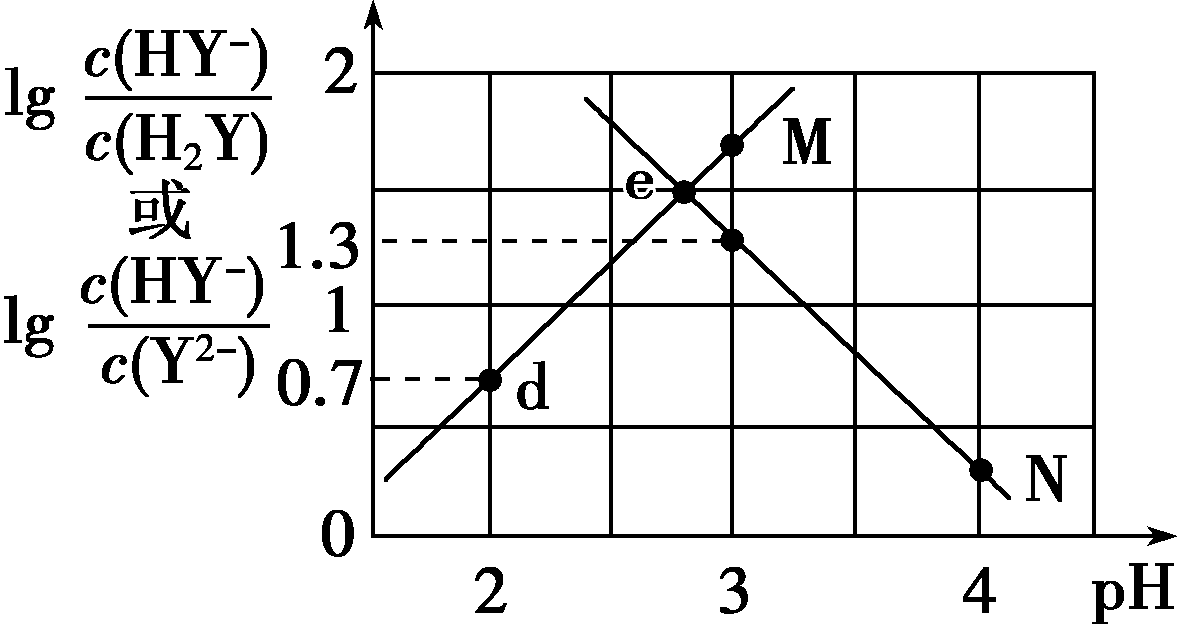 lg c(HY⁻)/c(H₂Y)
或
lg c(HY⁻)/c(Y²⁻)
2
1.3
1
0.7
0
M
e
d
N
2 3 4 pH